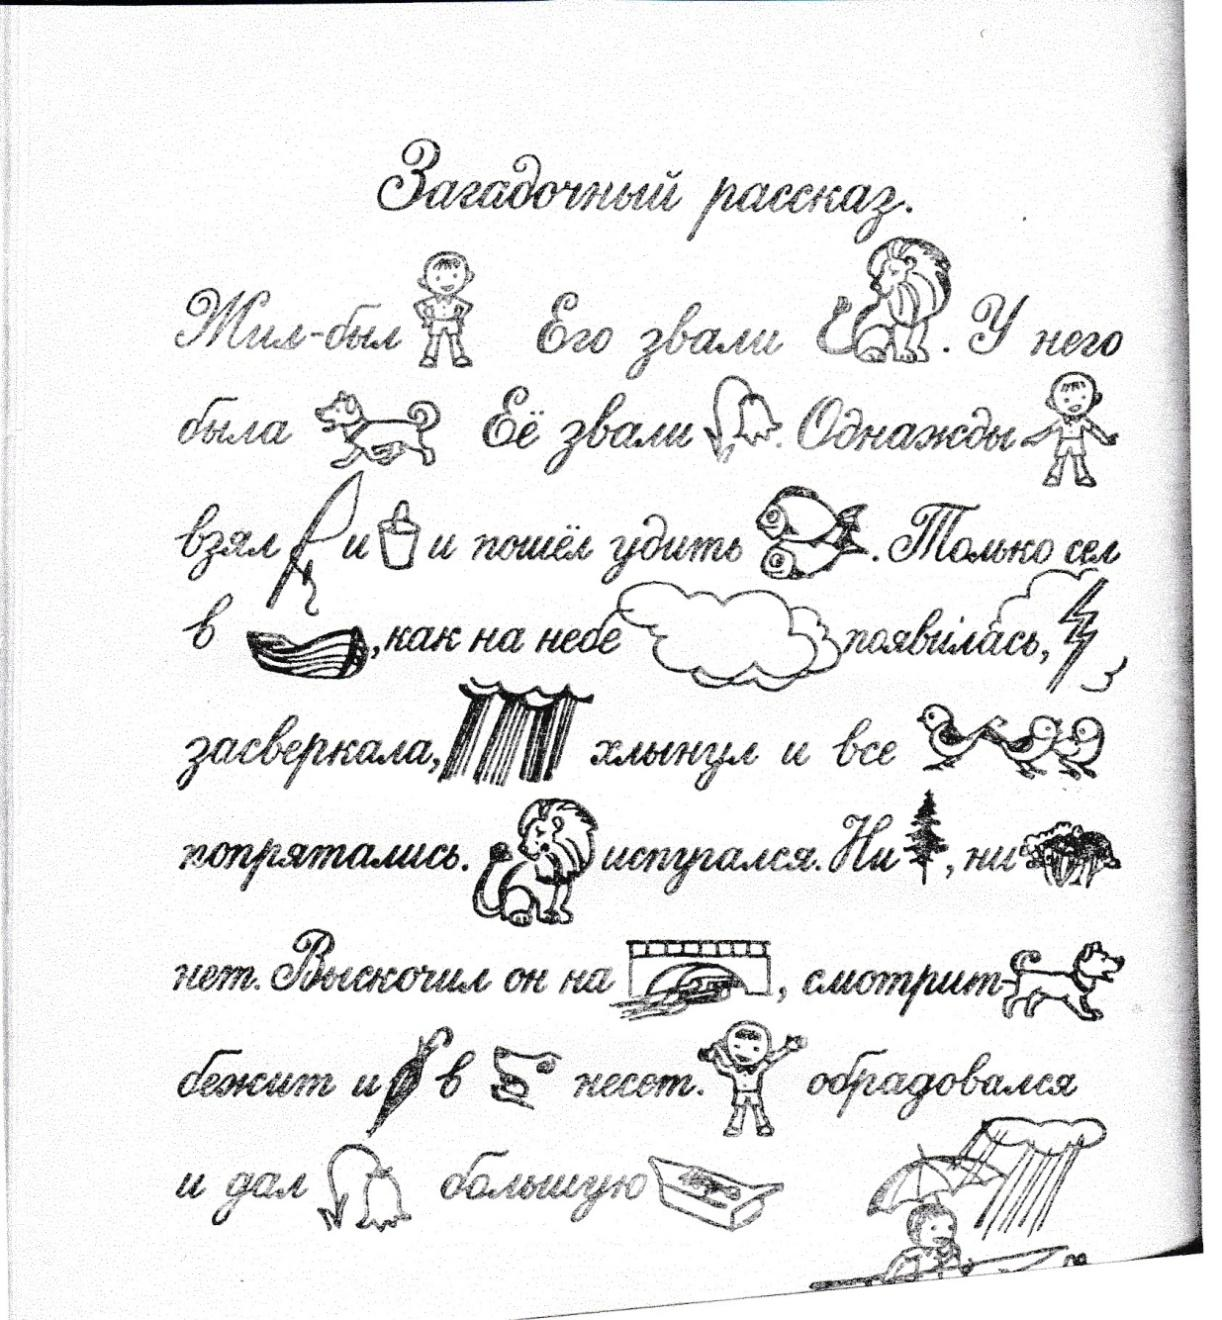 Загадочный рассказ.
Жил-был Его звали . У него
была Её звали . Однажды
взял и и пошёл удить . Только сел
в , как на небе появилась,
засверкала, хлынул и все
попрятались. испугался. Ни , ни
нет. Выскочил он на , смотрит
бежит и в несет. обрадовался
и дал большую